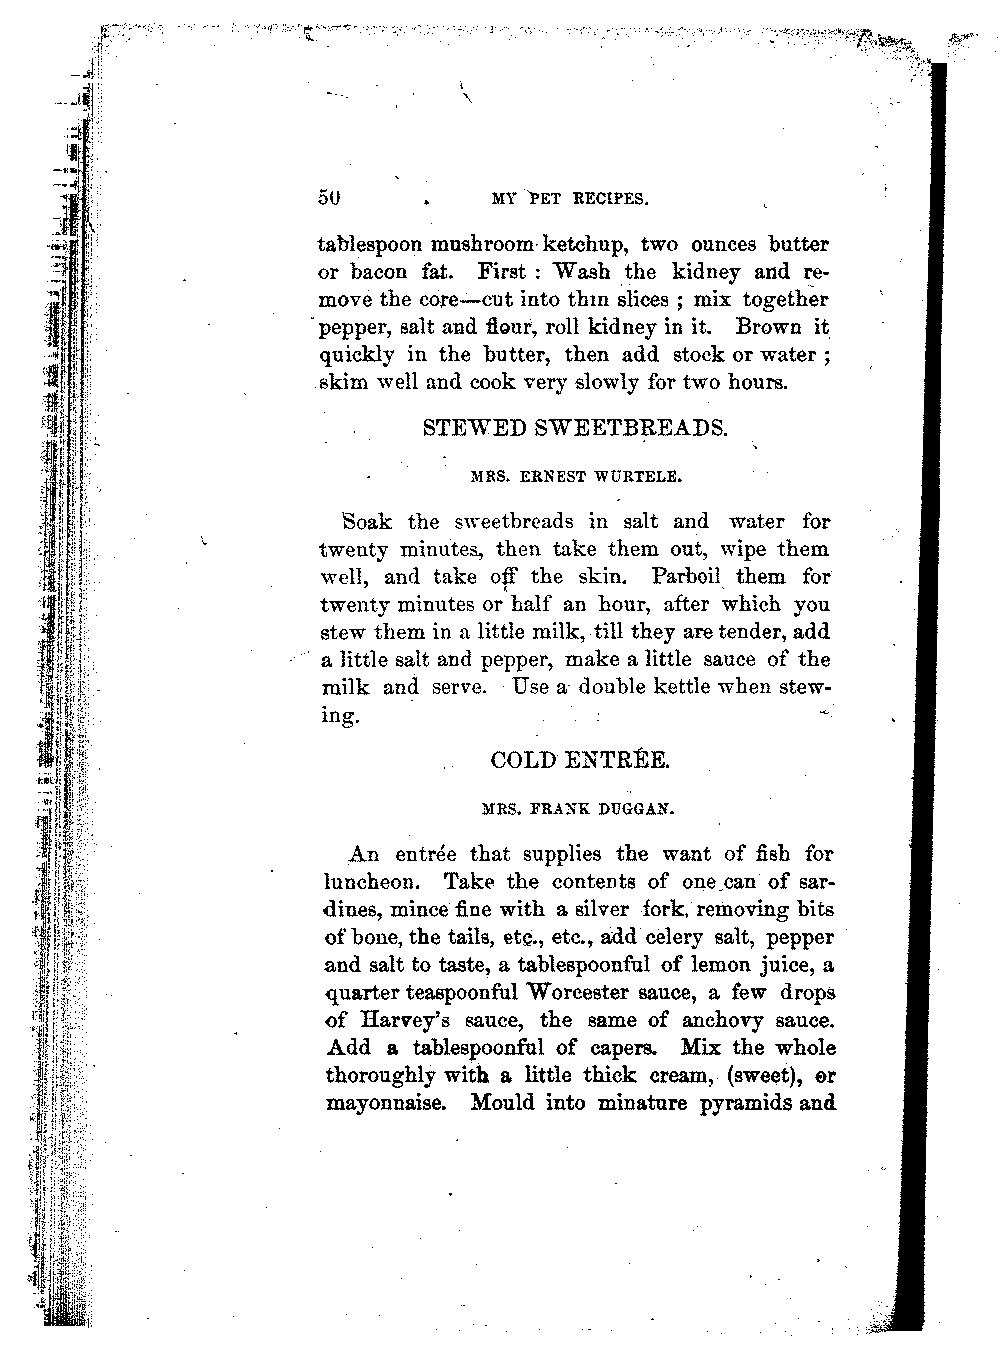 50 MY PET RECIPES.
tablespoon mushroom ketchup, two ounces butter
or bacon fat. First : Wash the kidney and re-
move the core—cut into thin slices ; mix together
pepper, salt and flour, roll kidney in it. Brown it
quickly in the butter, then add stock or water ;
skim well and cook very slowly for two hours.
STEWED SWEETBREADS.
MRS. ERNEST WURTELE.
Soak the sweetbreads in salt and water for
twenty minutes, then take them out, wipe them
well, and take off the skin. Parboil them for
twenty minutes or half an hour, after which you
stew them in a little milk, till they are tender, add
a little salt and pepper, make a little sauce of the
milk and serve. Use a double kettle when stew-
ing.
COLD ENTRÉE.
MRS. FRANK DUGGAN.
An entrée that supplies the want of fish for
luncheon. Take the contents of one can of sar-
dines, mince fine with a silver fork, removing bits
of bone, the tails, etc., etc., add celery salt, pepper
and salt to taste, a tablespoonful of lemon juice, a
quarter teaspoonful Worcester sauce, a few drops
of Harvey's sauce, the same of anchovy sauce.
Add a tablespoonful of capers. Mix the whole
thoroughly with a little thick cream, (sweet), or
mayonnaise. Mould into minature pyramids and